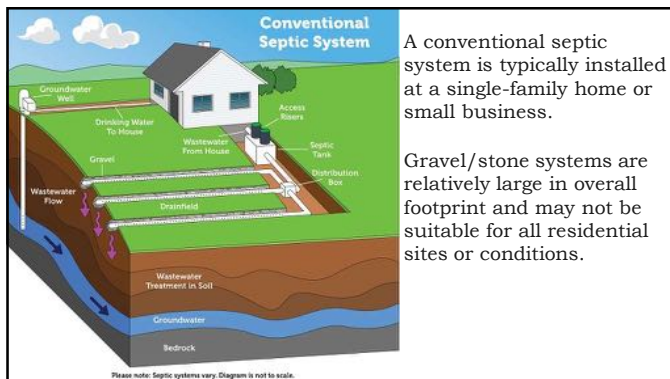 Conventional
Septic System
Groundwater
Well
Drinking Water
To House
Access
Risers
Wastewater
From House
Septic
Tank
Gravel
Distribution
Box
Wastewater
Flow
Drainfield
Wastewater
Treatment in Soil
Groundwater
Bedrock
Please note: Septic systems vary. Diagram is not to scale.
A conventional septic
system is typically installed
at a single-family home or
small business.
Gravel/stone systems are
relatively large in overall
footprint and may not be
suitable for all residential
sites or conditions.